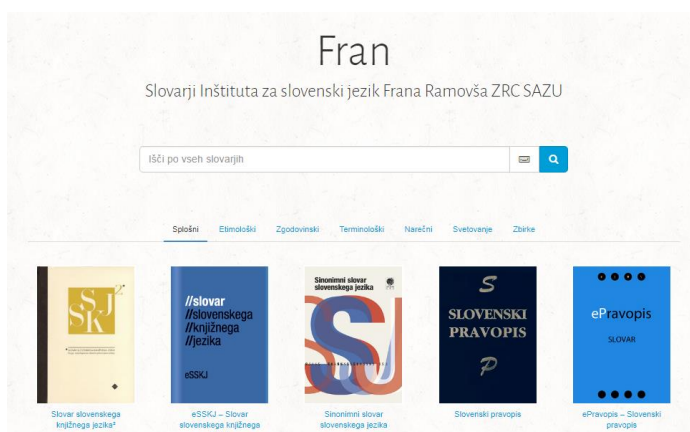 Fran
Slovarji Inštituta za slovenski jezik Frana Ramovša ZRC SAZU
Išči po vseh slovarjih
Splošni Etimološki Zgodovinski Terminološki Narečni Svetovanje Zbirke
SSKJ²
//slovar
//slovenskega
//knjižnega
//jezika
eSSKJ
Sinonimni slovar
slovenskega jezika
SSSJ
S
SLOVENSKI
PRAVOPIS
P
ePravopis
SLOVAR
Slovar slovenskega
knjižnega jezika²
eSSKJ – Slovar
slovenskega knjižnega
Sinonimni slovar
slovenskega jezika
Slovenski pravopis
ePravopis – Slovenski
pravopis